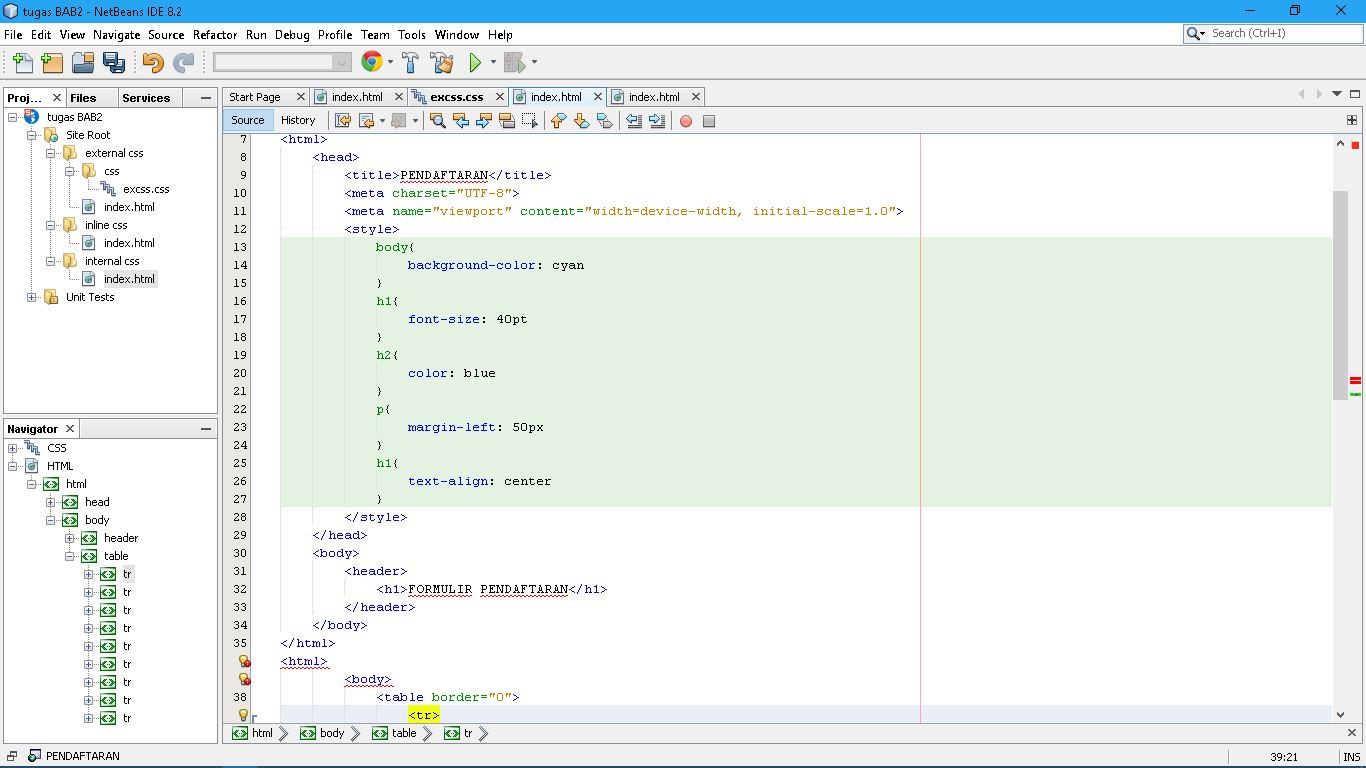 tugas BAB2 - NetBeans IDE 8.2
File Edit View Navigate Source Refactor Run Debug Profile Team Tools Window Help
Search (Ctrl+I)
Proj... Files Services
tugas BAB2
Site Root
external css
css
excss.css
index.html
inline css
index.html
internal css
index.html
Unit Tests
Navigator
CSS
HTML
html
head
body
header
table
tr
tr
tr
tr
tr
tr
tr
tr
tr
Start Page index.html excss.css index.html index.html
Source History
7 <html>
8 <head>
9 <title>PENDAFTARAN</title>
10 <meta charset="UTF-8">
11 <meta name="viewport" content="width=device-width, initial-scale=1.0">
12 <style>
13 body{
14 background-color: cyan
15 }
16 h1{
17 font-size: 40pt
18 }
19 h2{
20 color: blue
21 }
22 p{
23 margin-left: 50px
24 }
25 h1{
26 text-align: center
27 }
28 </style>
29 </head>
30 <body>
31 <header>
32 <h1>FORMULIR PENDAFTARAN</h1>
33 </header>
34 </body>
35 </html>
<html>
<body>
38 <table border="0">
<tr>
html body table tr
PENDAFTARAN
39:21 INS